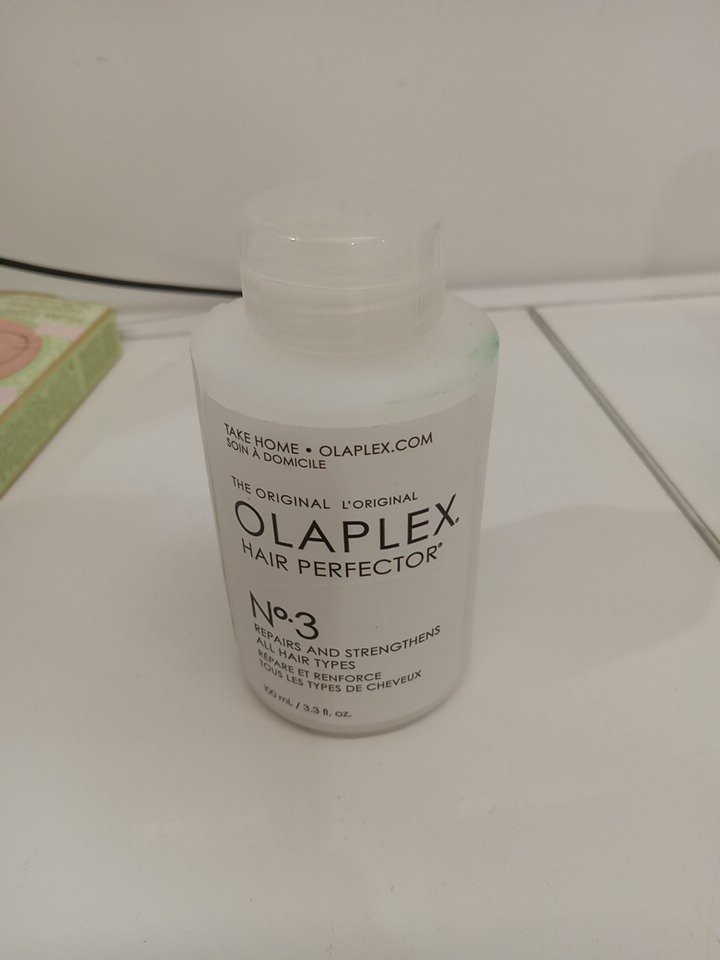 TAKE HOME • OLAPLEX.COM
SOIN À DOMICILE
THE ORIGINAL L'ORIGINAL
OLAPLEX®
HAIR PERFECTOR®
Nº.3
REPAIRS AND STRENGTHENS
ALL HAIR TYPES
RÉPARE ET RENFORCE
TOUS LES TYPES DE CHEVEUX
100 ml. / 3.3 fl. oz.